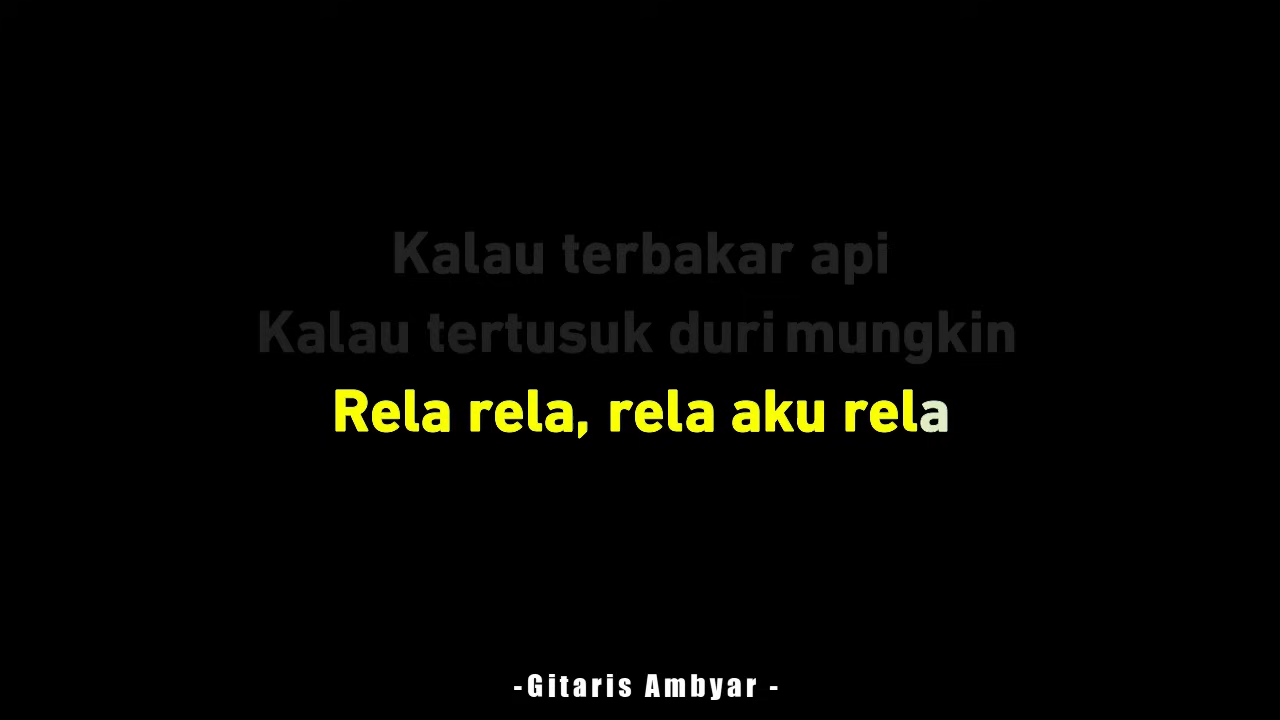 Kalau terbakar api
Kalau tertusuk duri mungkin
Rela rela, rela aku rela
-Gitaris Ambyar -